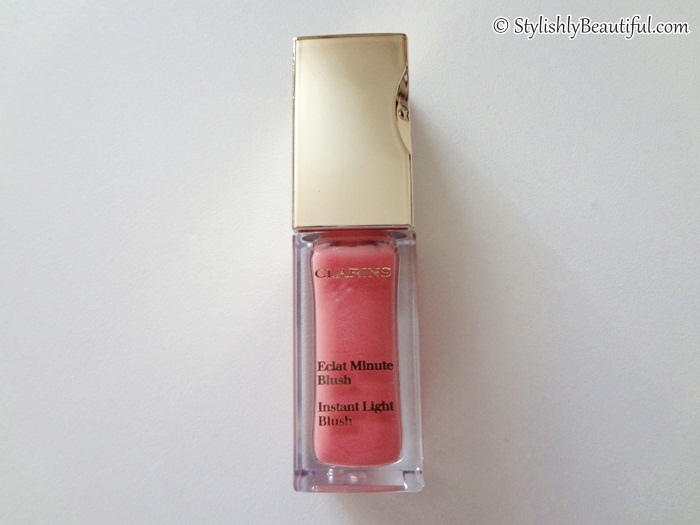 © StylishlyBeautiful.com
CLARINS
Eclat Minute
Blush
Instant Light
Blush